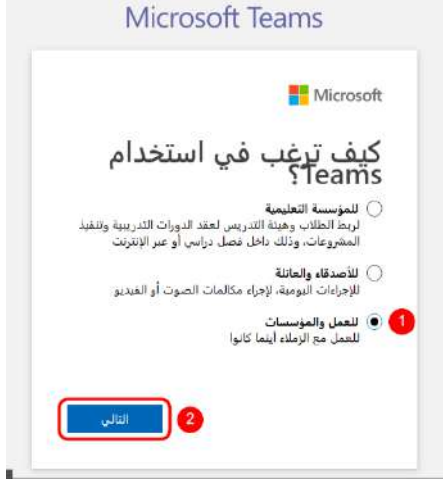 Microsoft Teams
Microsoft
كيف ترغب في استخدام
Teams؟
للمؤسسة التعليمية
لربط الطلاب وهيئة التدريس لعقد الدورات التدريبية وتنفيذ
المشروعات، وذلك داخل فصل دراسي أو عبر الإنترنت
للأصدقاء والعائلة
للإجراءات اليومية، لإجراء مكالمات الصوت أو الفيديو
1 للعمل والمؤسسات
للعمل مع الزملاء أينما كانوا
2 التالي